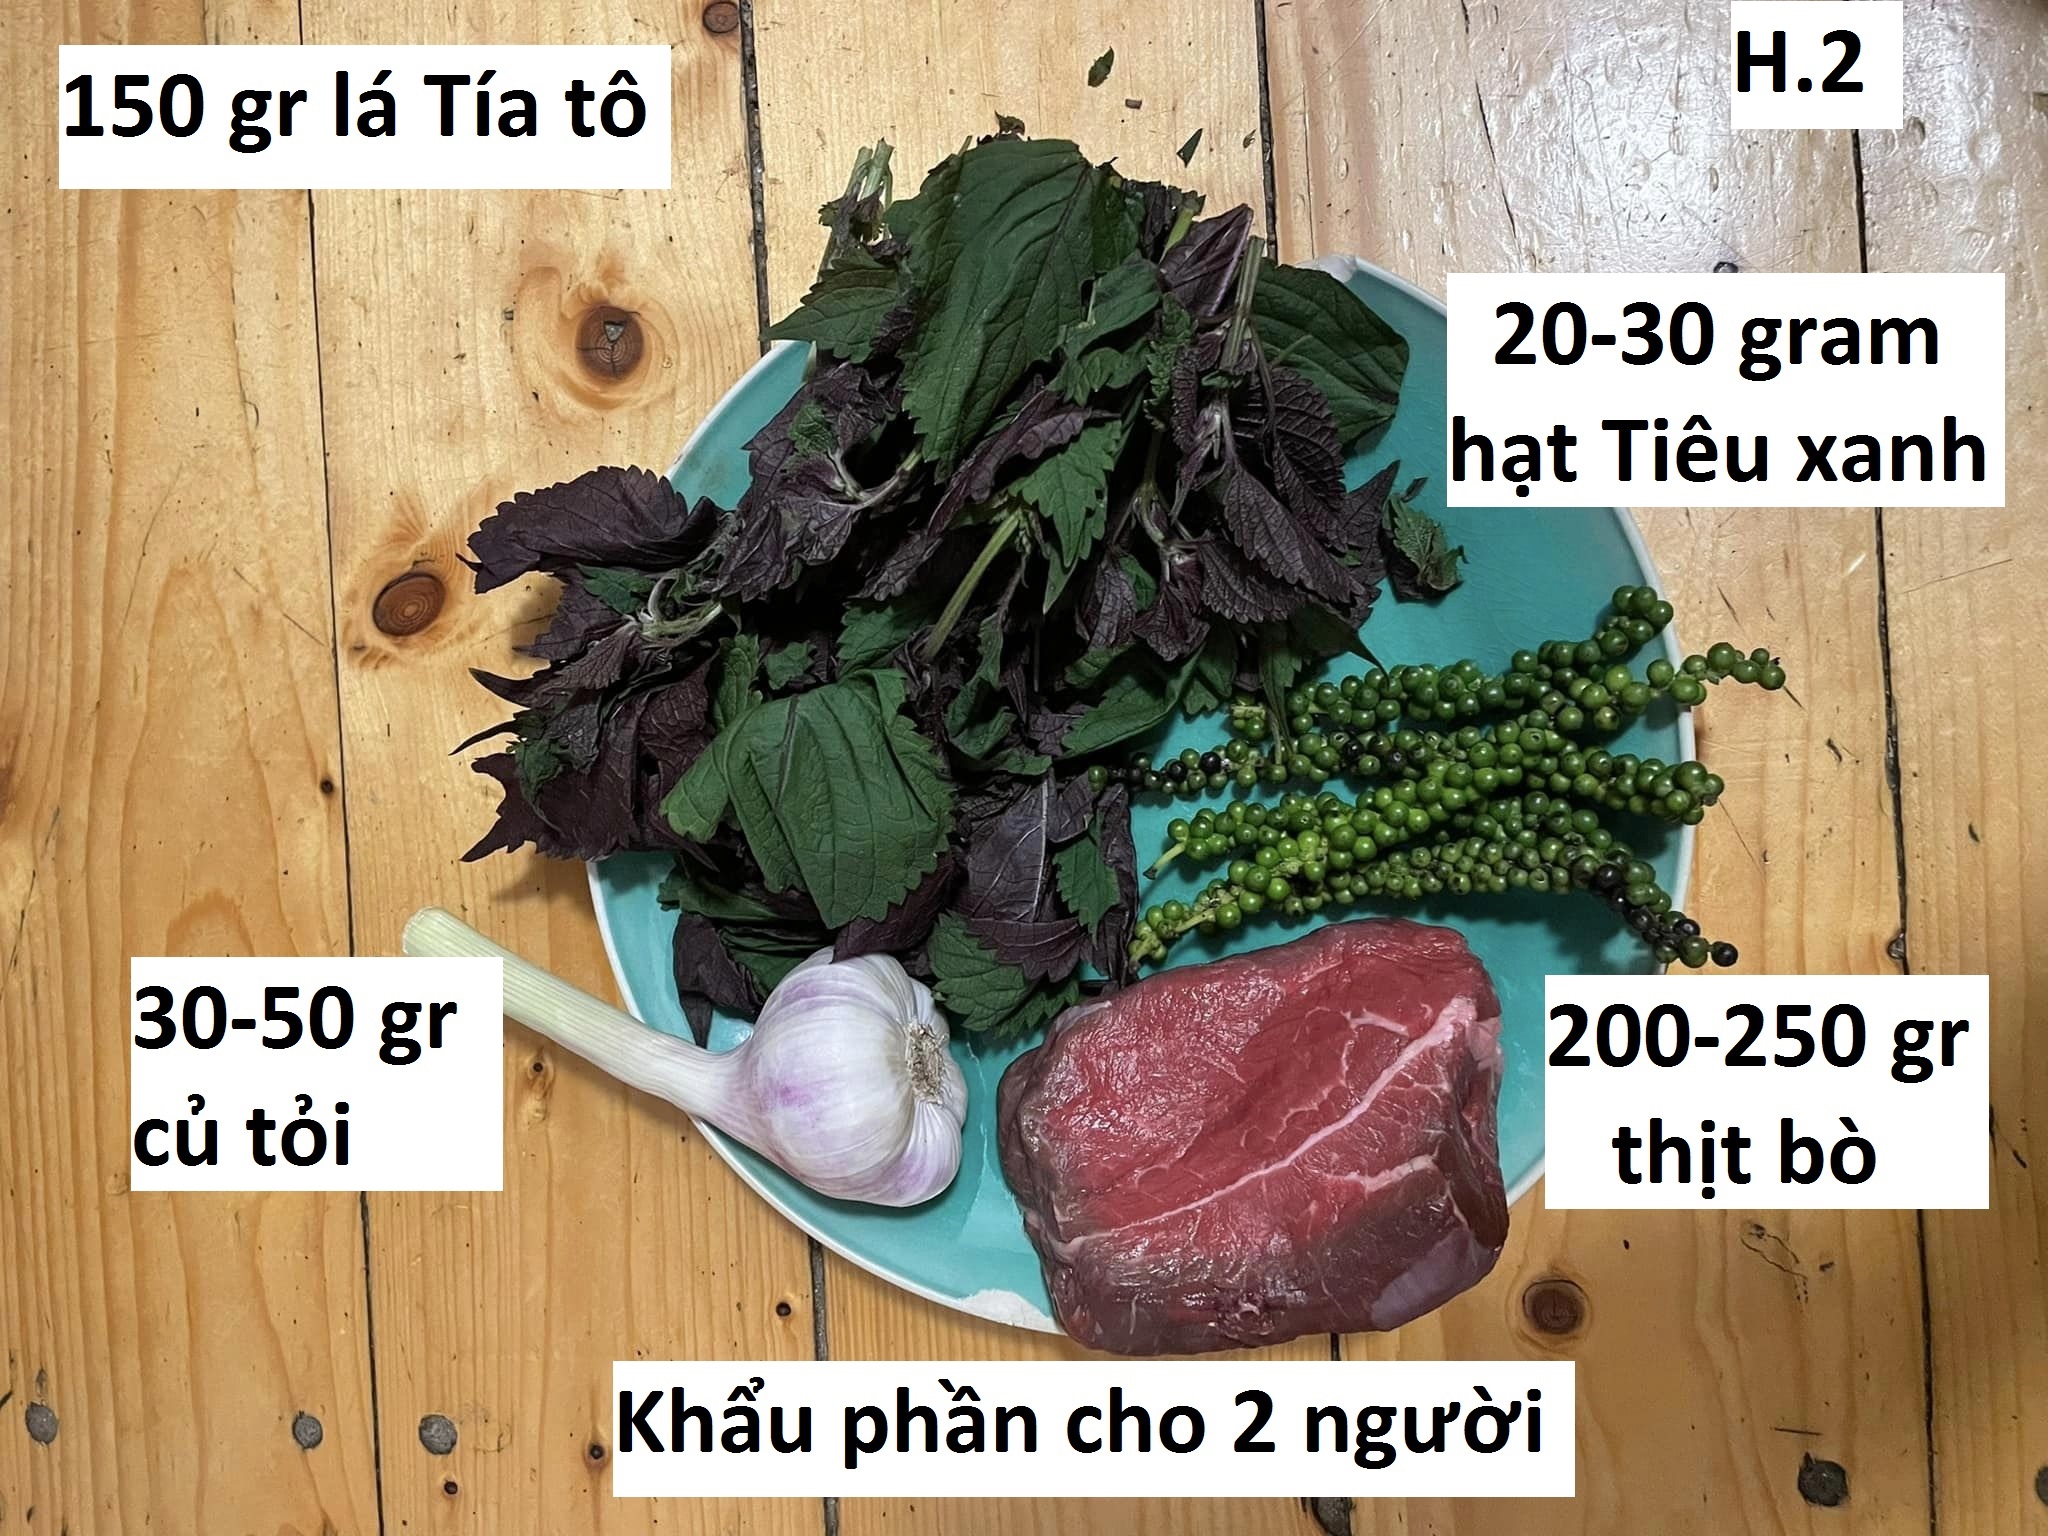 H.2
150 gr lá Tía tô
20-30 gram
hạt Tiêu xanh
30-50 gr
củ tỏi
200-250 gr
thịt bò
Khẩu phần cho 2 người